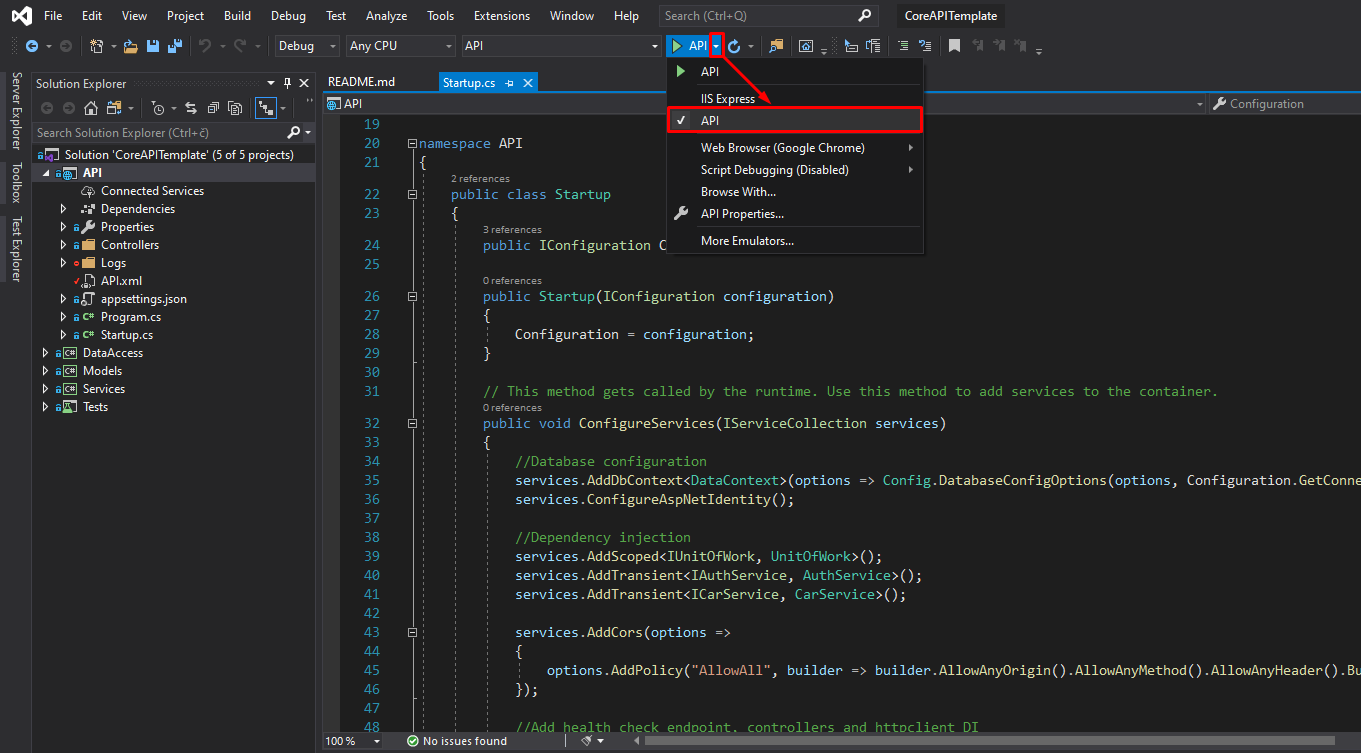 File Edit View Project Build Debug Test Analyze Tools Extensions Window Help Search (Ctrl+Q) CoreAPITemplate
Debug Any CPU API API
Server Explorer
Toolbox
Test Explorer
Solution Explorer
Search Solution Explorer (Ctrl+č)
Solution 'CoreAPITemplate' (5 of 5 projects)
API
Connected Services
Dependencies
Properties
Controllers
Logs
API.xml
appsettings.json
Program.cs
Startup.cs
DataAccess
Models
Services
Tests
README.md Startup.cs
API Configuration
API
IIS Express
API
Web Browser (Google Chrome)
Script Debugging (Disabled)
Browse With...
API Properties...
More Emulators...
19
20 namespace API
21 {
2 references
22 public class Startup
23 {
3 references
24 public IConfiguration C
25
0 references
26 public Startup(IConfiguration configuration)
27 {
28 Configuration = configuration;
29 }
30
31 // This method gets called by the runtime. Use this method to add services to the container.
0 references
32 public void ConfigureServices(IServiceCollection services)
33 {
34 //Database configuration
35 services.AddDbContext<DataContext>(options => Config.DatabaseConfigOptions(options, Configuration.GetConne
36 services.ConfigureAspNetIdentity();
37
38 //Dependency injection
39 services.AddScoped<IUnitOfWork, UnitOfWork>();
40 services.AddTransient<IAuthService, AuthService>();
41 services.AddTransient<ICarService, CarService>();
42
43 services.AddCors(options =>
44 {
45 options.AddPolicy("AllowAll", builder => builder.AllowAnyOrigin().AllowAnyMethod().AllowAnyHeader().Bu
46 });
47
48 //Add health check endpoint, controllers and httpclient DI
100 % No issues found